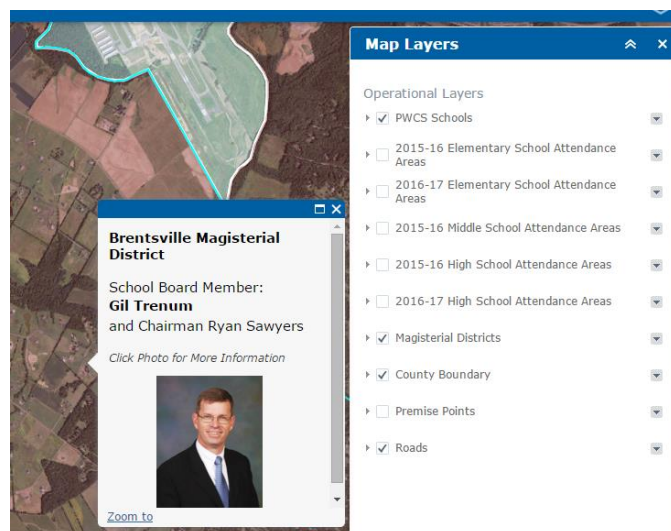 Map Layers
Operational Layers
PWCS Schools
2015-16 Elementary School Attendance
Areas
2016-17 Elementary School Attendance
Areas
2015-16 Middle School Attendance Areas
2015-16 High School Attendance Areas
2016-17 High School Attendance Areas
Magisterial Districts
County Boundary
Premise Points
Roads
Brentsville Magisterial
District
School Board Member:
Gil Trenum
and Chairman Ryan Sawyers
Click Photo for More Information
Zoom to